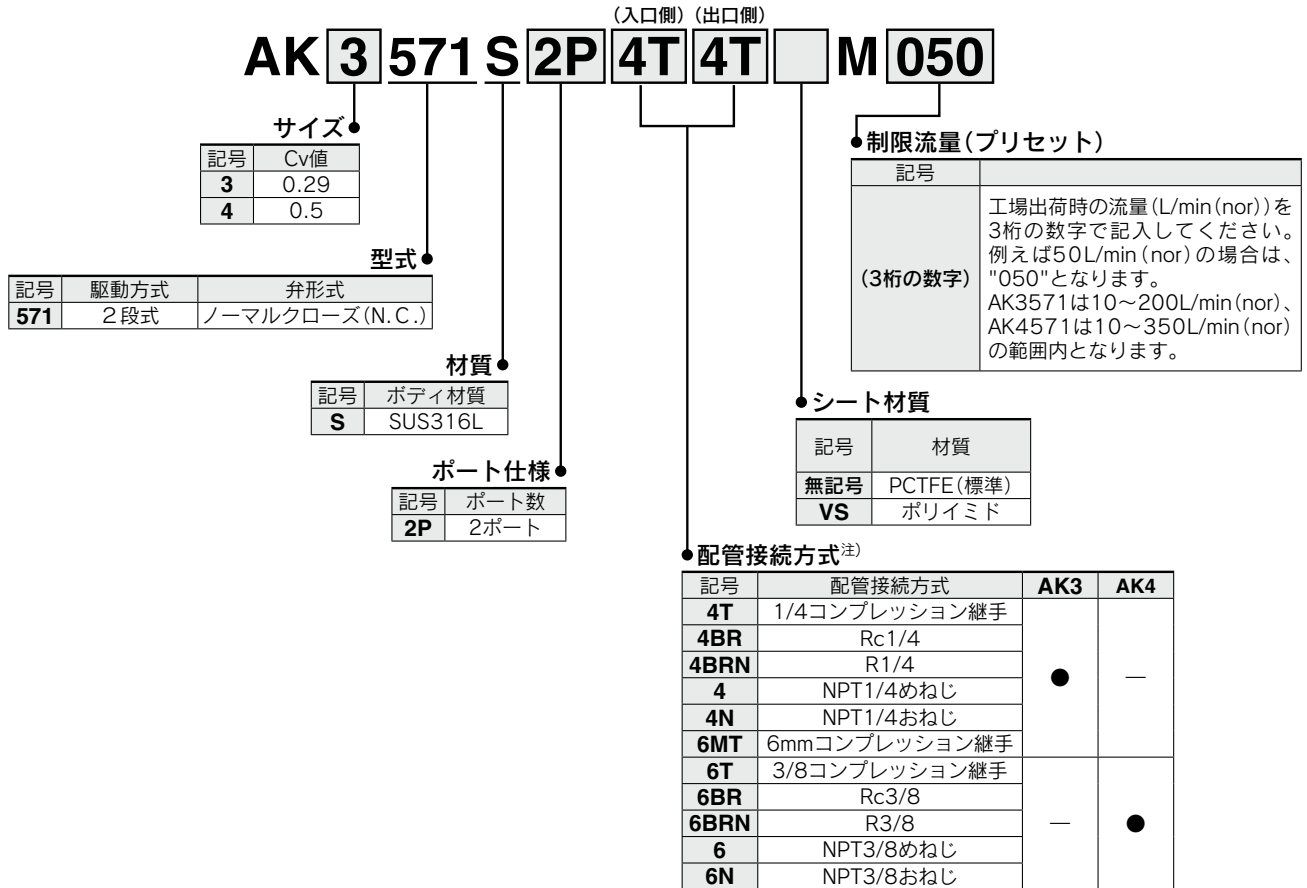 (入口側) (出口側)
AK 3 571 S 2P 4T 4T M 050
サイズ
記号 Cv値
3 0.29
4 0.5
型式
記号 駆動方式 弁形式
571 2段式 ノーマルクローズ(N.C.)
材質
記号 ボディ材質
S SUS316L
ポート仕様
記号 ポート数
2P 2ポート
制限流量(プリセット)
記号
(3桁の数字)
工場出荷時の流量(L/min(nor))を
3桁の数字で記入してください。
例えば50L/min(nor)の場合は、
"050"となります。
AK3571は10～200L/min(nor)、
AK4571は10～350L/min(nor)
の範囲内となります。
シート材質
記号 材質
無記号 PCTFE(標準)
VS ポリイミド
配管接続方式注)
記号 配管接続方式 AK3 AK4
4T 1/4コンプレッション継手
4BR Rc1/4
4BRN R1/4
4 NPT1/4めねじ ● —
4N NPT1/4おねじ
6MT 6mmコンプレッション継手
6T 3/8コンプレッション継手
6BR Rc3/8
6BRN R3/8 — ●
6 NPT3/8めねじ
6N NPT3/8おねじ